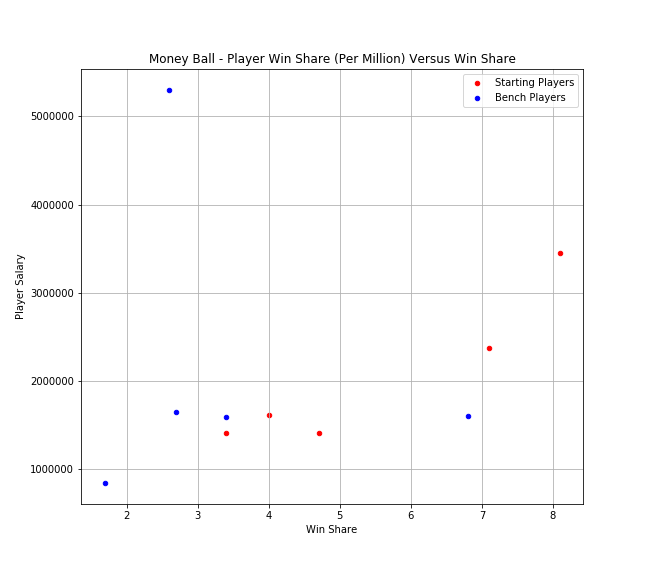 Money Ball - Player Win Share (Per Million) Versus Win Share
Starting Players
Bench Players
5000000
4000000
3000000
2000000
1000000
Player Salary
2 3 4 5 6 7 8
Win Share